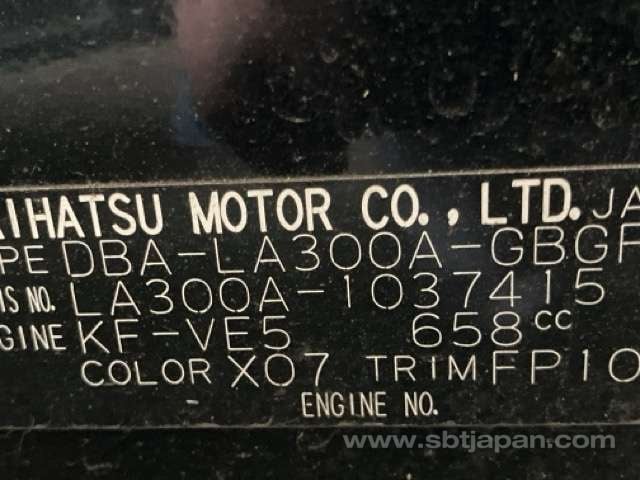 AIHATSU MOTOR CO., LTD. JA
PE DBA-LA300A-GBGF
IS NO. LA300A-1037415
GINE KF-VE5 658cc
COLOR X07 TRIM FP10
ENGINE NO.
www.sbtjapan.com